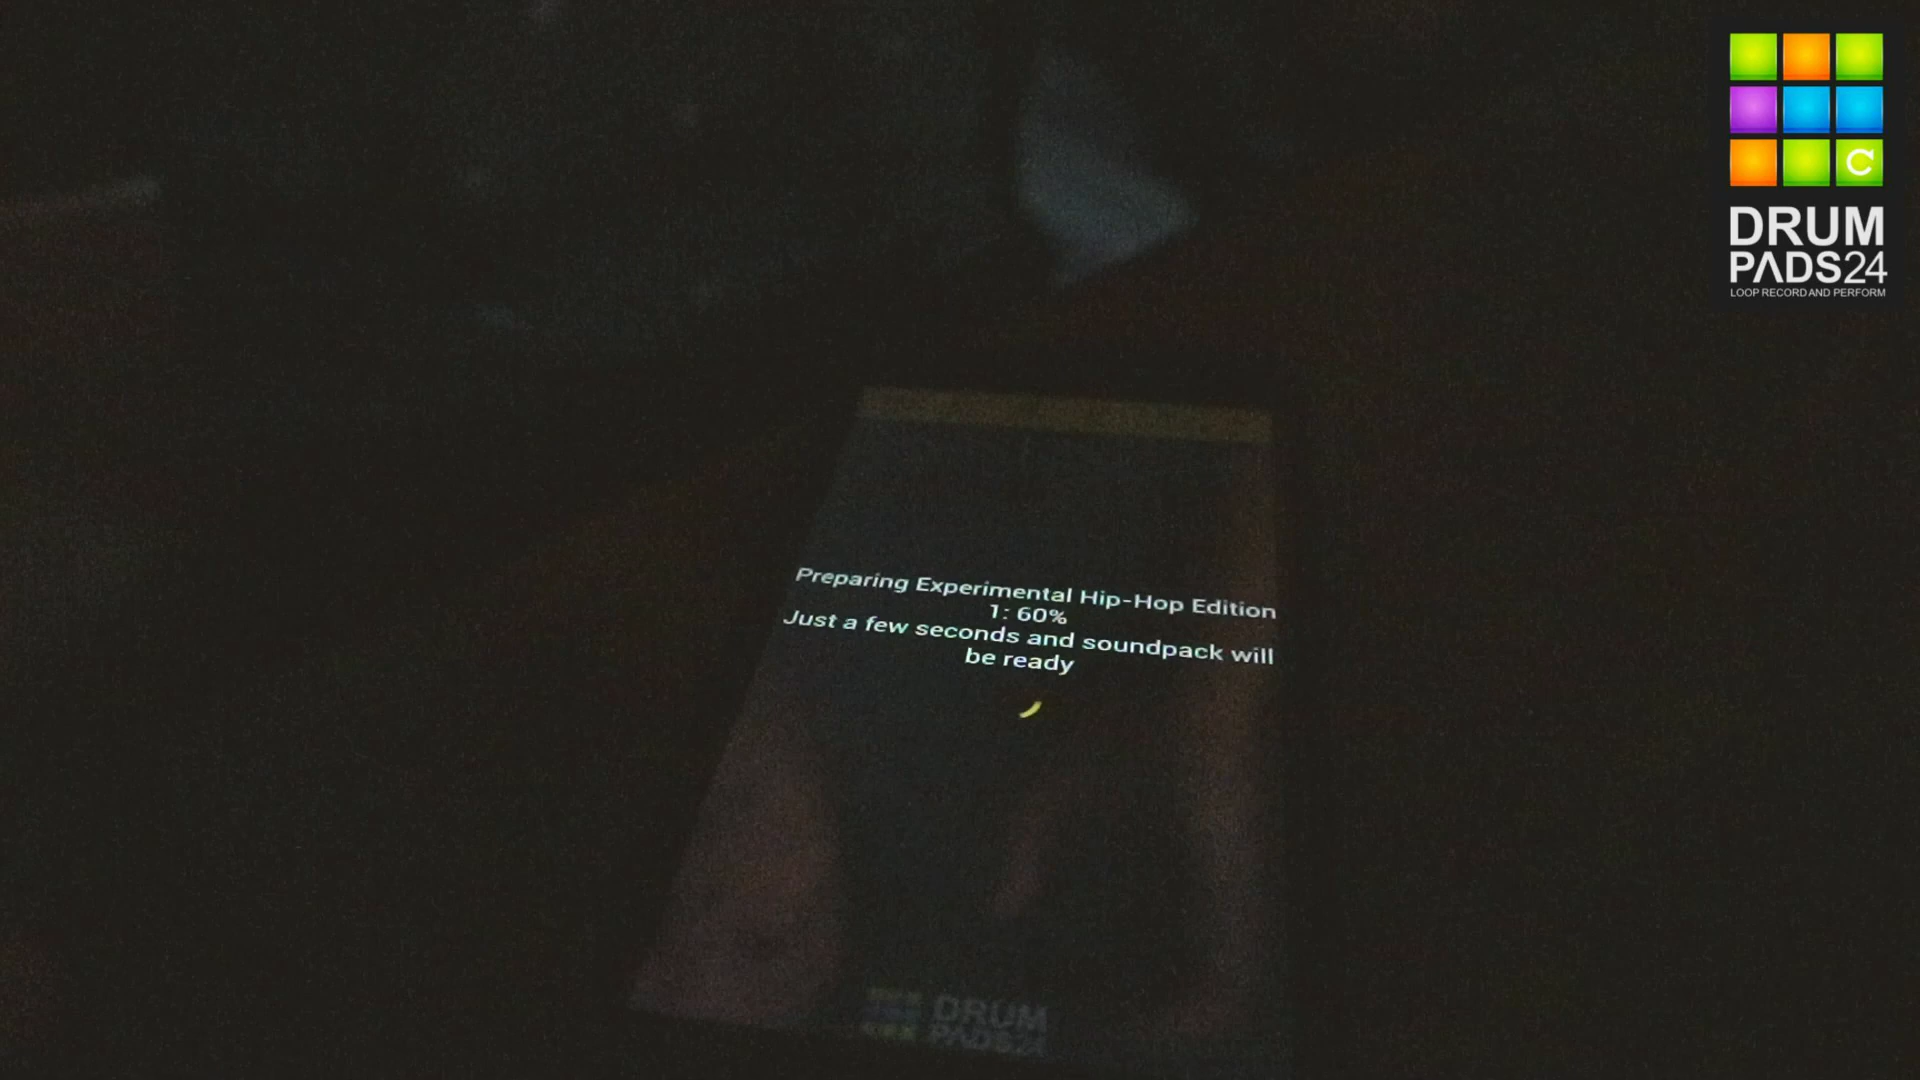 DRUM
PADS24
LOOP RECORD AND PERFORM
Preparing Experimental Hip-Hop Edition
1: 60%
Just a few seconds and soundpack will
be ready
DRUM
PADS24